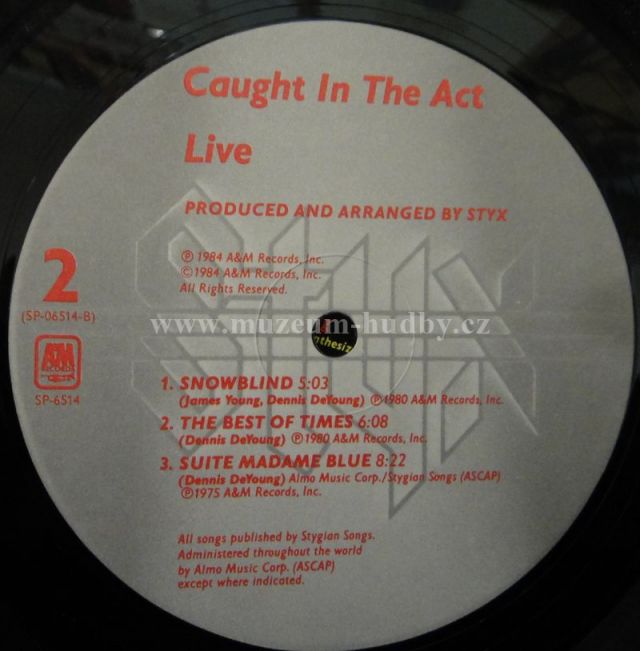 Caught In The Act
Live
PRODUCED AND ARRANGED BY STYX
2
(SP-06514-B)
A&M
RECORDS
SP-6514
℗ 1984 A&M Records, Inc.
© 1984 A&M Records, Inc.
All Rights Reserved.
STYX
www.muzeum-hudby.cz
nthesiz
1. SNOWBLIND 5:03
(James Young, Dennis DeYoung) ℗1980 A&M Records, Inc.
2. THE BEST OF TIMES 6:08
(Dennis DeYoung) ℗1980 A&M Records, Inc.
3. SUITE MADAME BLUE 8:22
(Dennis DeYoung) Almo Music Corp./Stygian Songs (ASCAP)
℗1975 A&M Records, Inc.
All songs published by Stygian Songs.
Administered throughout the world
by Almo Music Corp. (ASCAP)
except where indicated.